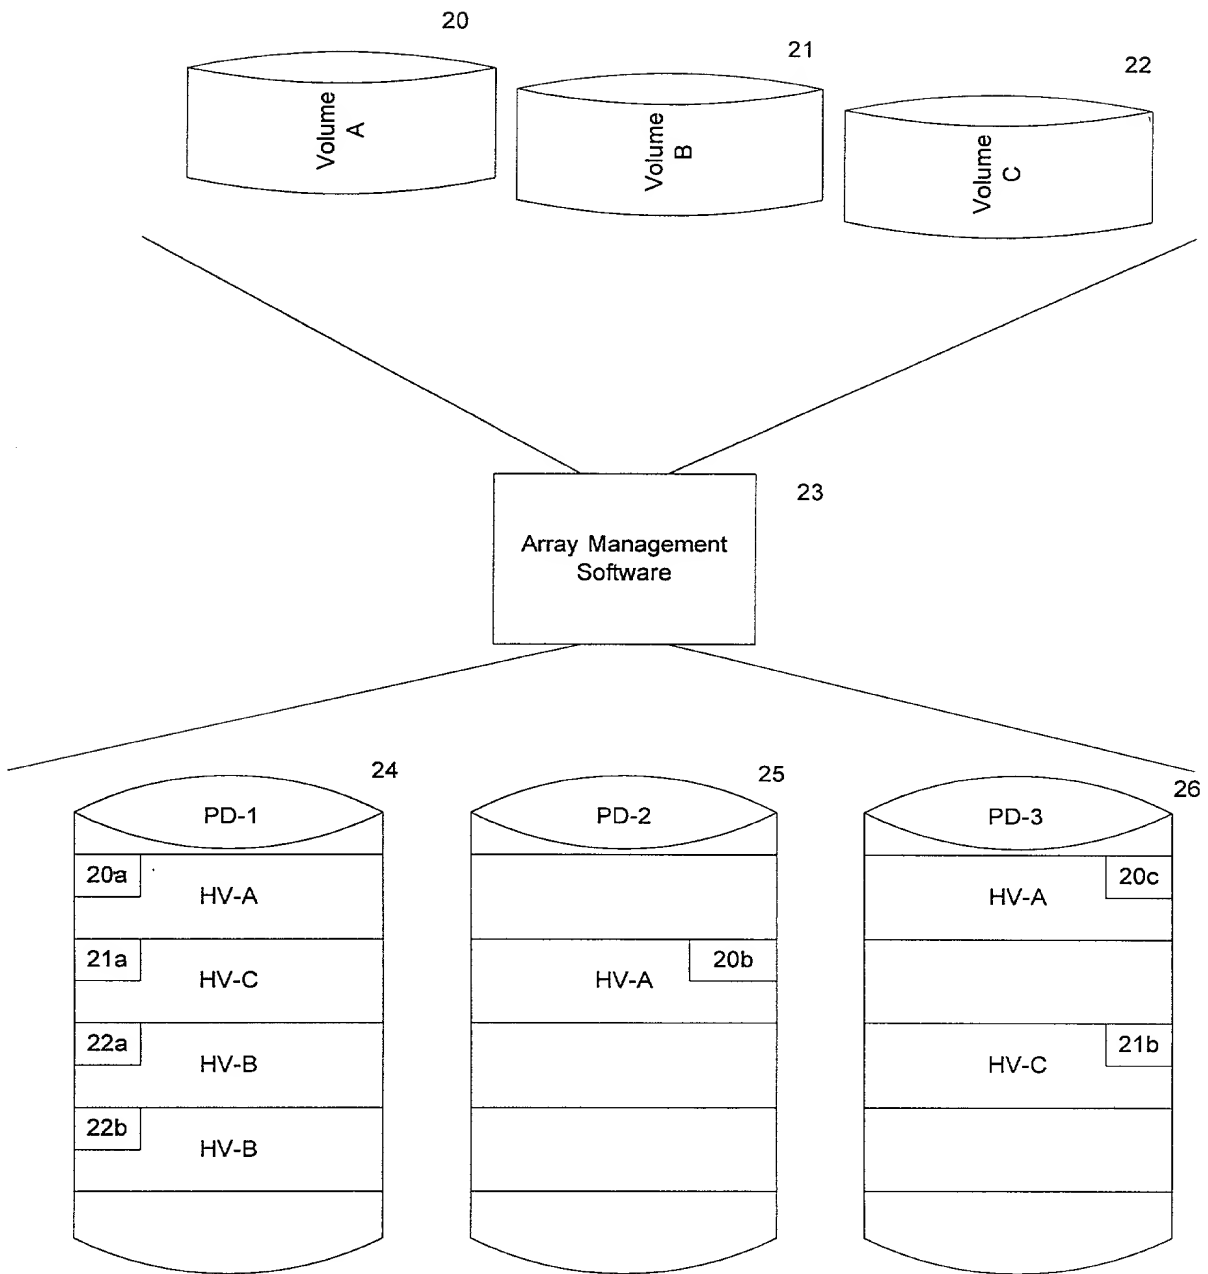 20
21
22
Volume
A
Volume
B
Volume
C
23
Array Management
Software
24
25
26
PD-1
PD-2
PD-3
20a
HV-A
20c
HV-A
21a
HV-C
HV-A
20b
22a
HV-B
HV-C
21b
22b
HV-B